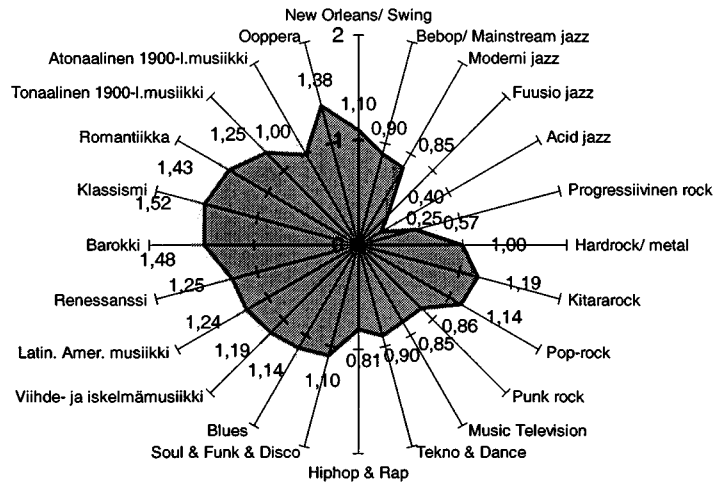 New Orleans/ Swing
Ooppera
2
Bebop/ Mainstream jazz
Atonaalinen 1900-l.musiikki
Moderni jazz
1,38
Tonaalinen 1900-l.musiikki
1,10
Fuusio jazz
Romantiikka
1,25
1,00
1
0,90
0,85
Acid jazz
1,43
Klassismi
1,52
0,40
Progressiivinen rock
0,25
0,57
Barokki
0
1,00
Hardrock/ metal
1,48
Renessanssi
1,25
1,19
Kitararock
1,24
1,14
Latin. Amer. musiikki
1,19
0,86
Pop-rock
1,14
1,10
0,81
0,90
0,85
Viihde- ja iskelmämusiikki
Punk rock
Blues
Music Television
Soul & Funk & Disco
Tekno & Dance
Hiphop & Rap